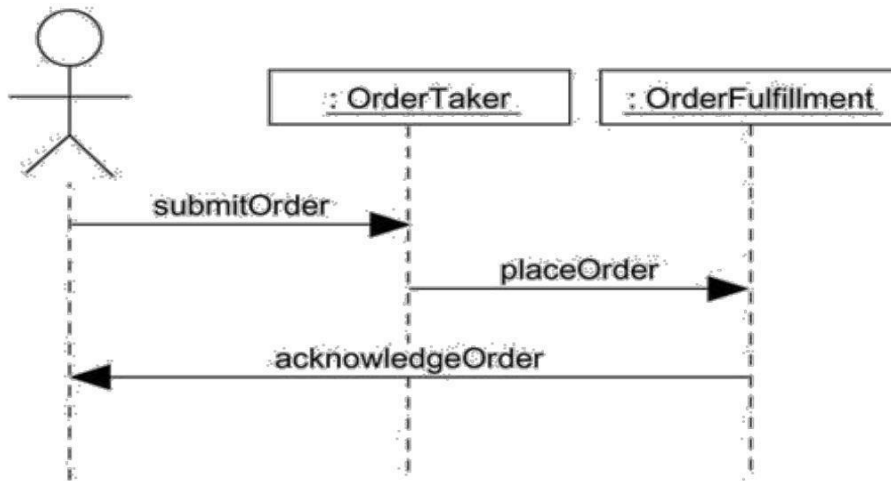 : OrderTaker
: OrderFulfillment
submitOrder
placeOrder
acknowledgeOrder